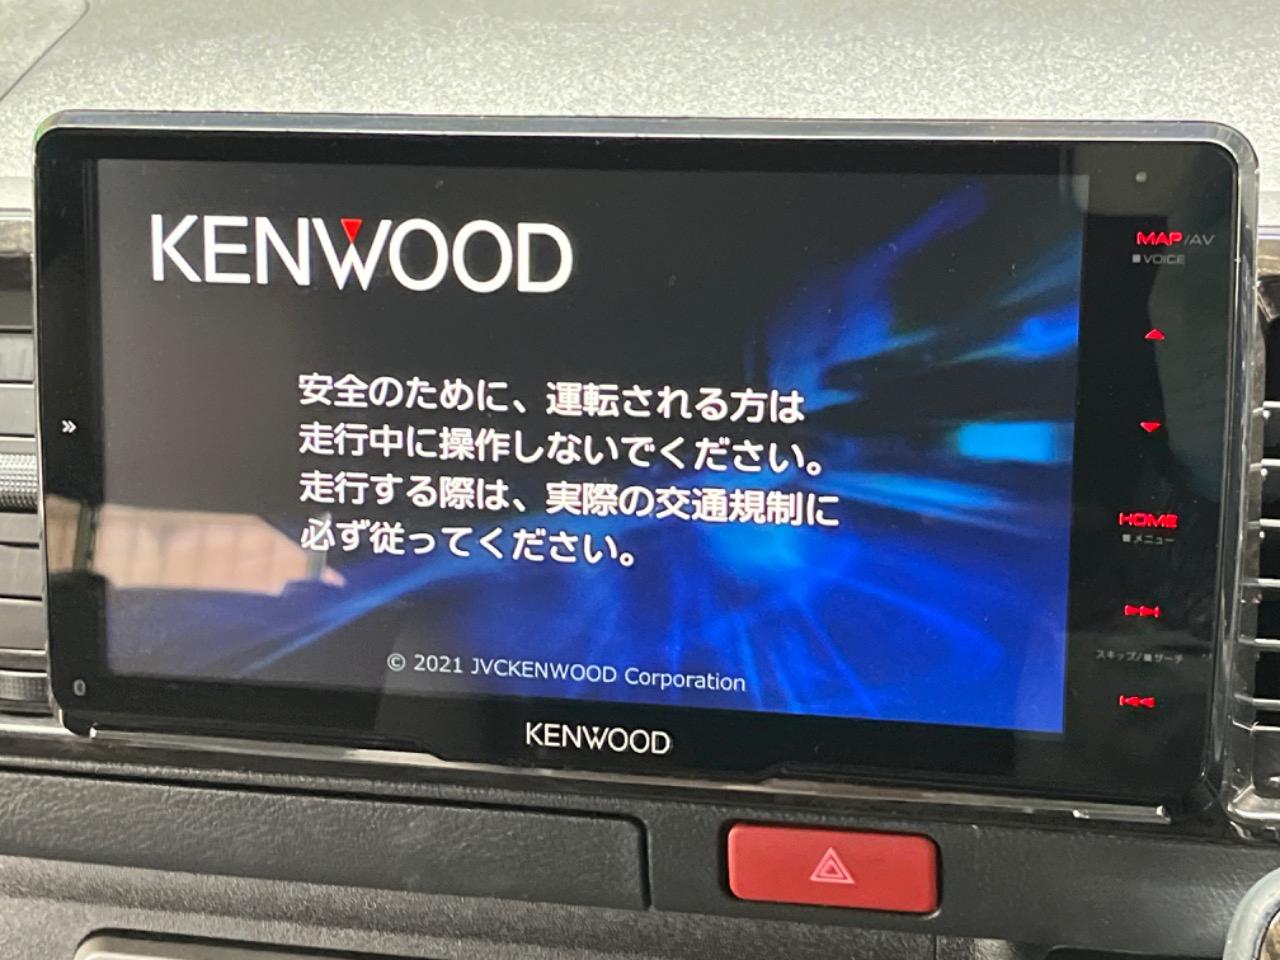 KENWOOD
安全のために、運転される方は
走行中に操作しないでください。
走行する際は、実際の交通規制に
必ず従ってください。
© 2021 JVCKENWOOD Corporation
KENWOOD
MAP/AV
■VOICE
HOME
■メニュー
スキップ/■サーチ